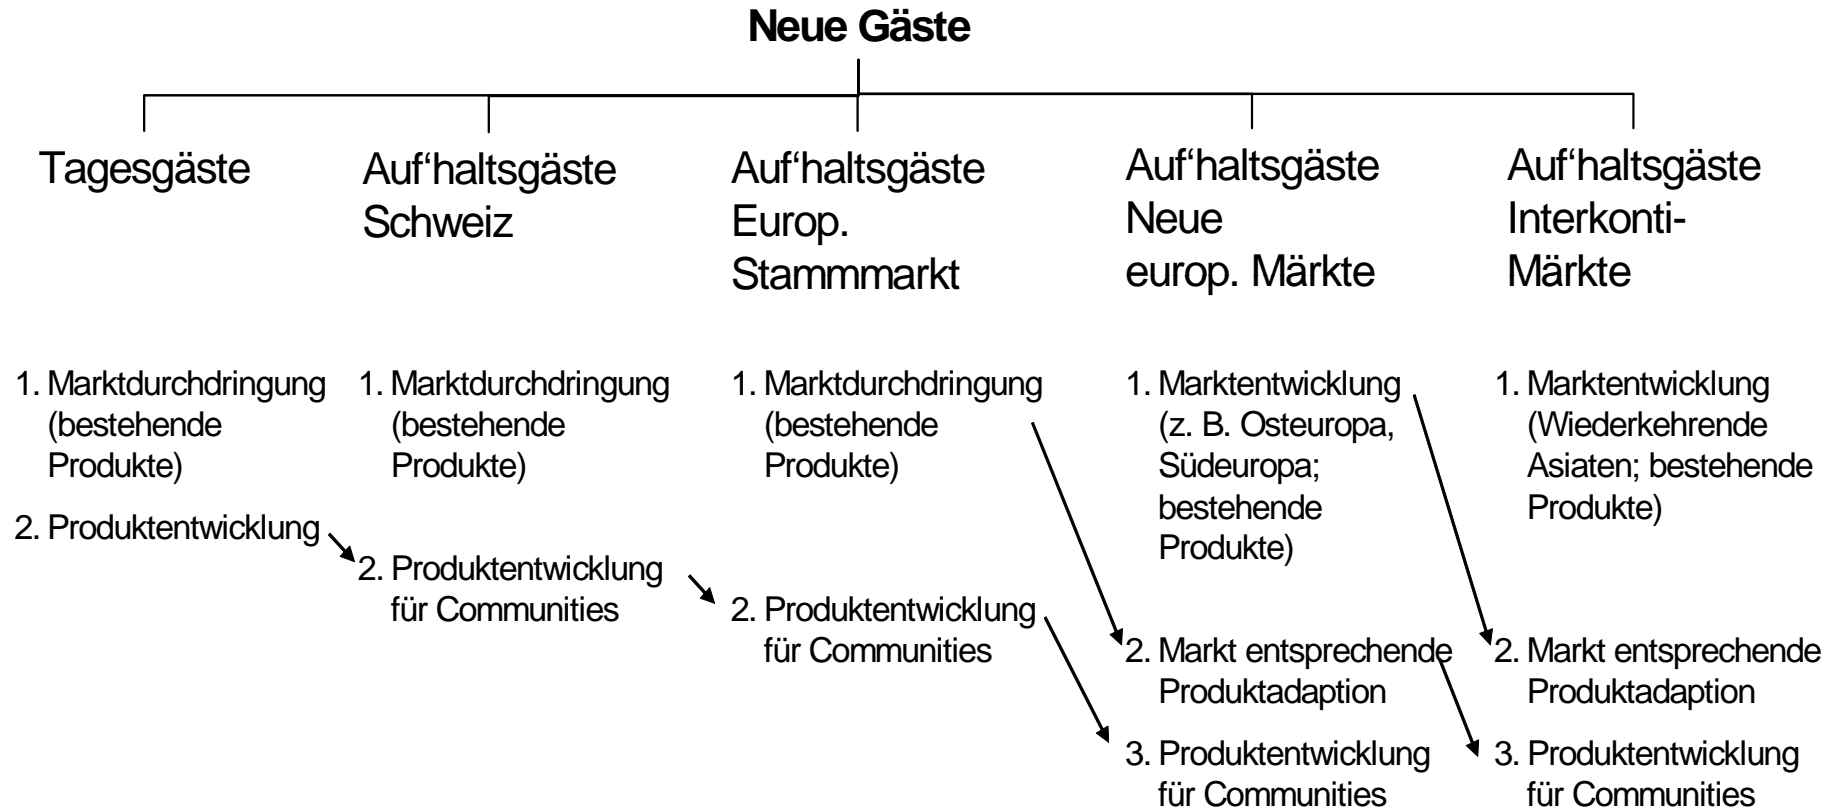 Neue Gäste
Tagesgäste
Auf‘haltsgäste
Schweiz
Auf‘haltsgäste
Europ.
Stammmarkt
Auf‘haltsgäste
Neue
europ. Märkte
Auf‘haltsgäste
Interkonti-
Märkte
1. Marktdurchdringung
(bestehende
Produkte)
2. Produktentwicklung
1. Marktdurchdringung
(bestehende
Produkte)
2. Produktentwicklung
für Communities
1. Marktdurchdringung
(bestehende
Produkte)
2. Produktentwicklung
für Communities
1. Marktentwicklung
(z. B. Osteuropa,
Südeuropa;
bestehende
Produkte)
2. Markt entsprechende
Produktadaption
3. Produktentwicklung
für Communities
1. Marktentwicklung
(Wiederkehrende
Asiaten; bestehende
Produkte)
2. Markt entsprechende
Produktadaption
3. Produktentwicklung
für Communities